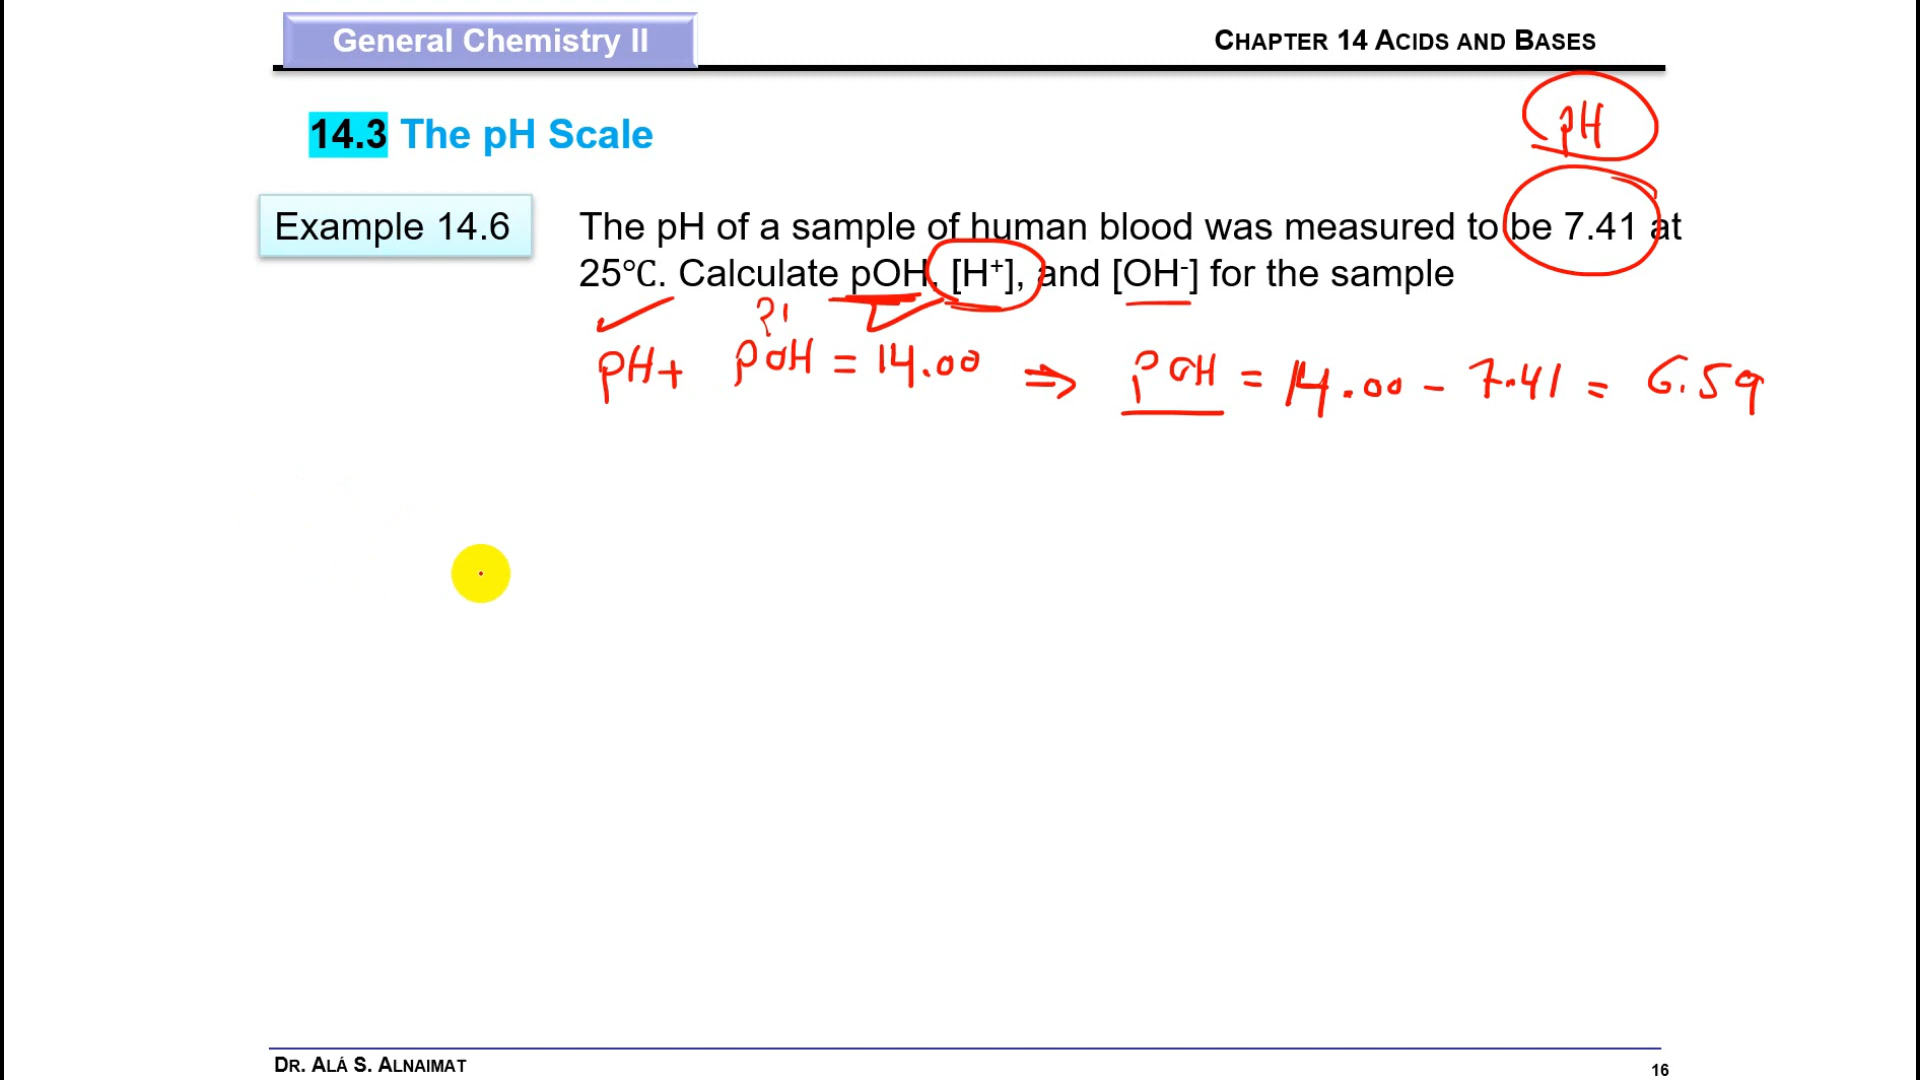 General Chemistry II
CHAPTER 14 ACIDS AND BASES
14.3 The pH Scale
pH
Example 14.6
The pH of a sample of human blood was measured to be 7.41 at
25℃. Calculate pOH, [H⁺], and [OH⁻] for the sample
?!
pH + pOH = 14.00 ⇒ pOH = 14.00 - 7.41 = 6.59
DR. ALÁ S. ALNAIMAT
16